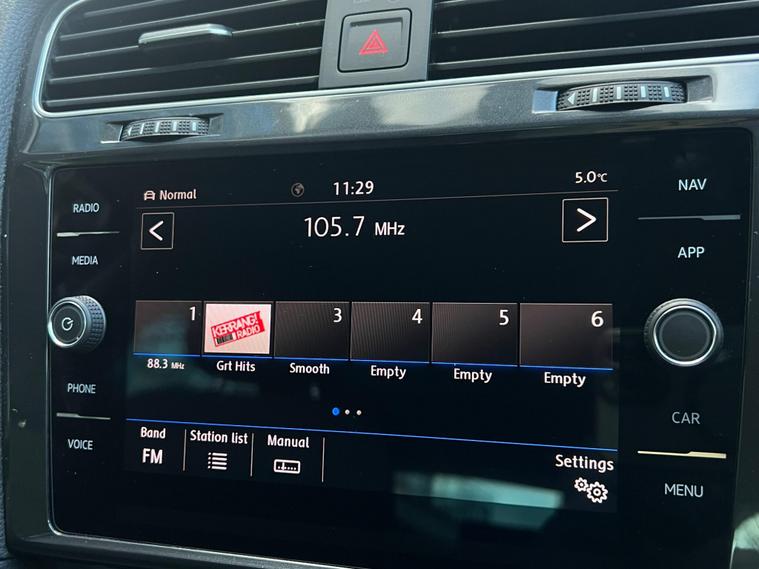 RADIO
MEDIA
PHONE
VOICE
Normal
11:29
5.0°C
105.7 MHz
1
KERRANG!
RADIO
3
4
5
6
88.3 MHz
Grt Hits
Smooth
Empty
Empty
Empty
Band
FM
Station list
Manual
Settings
NAV
APP
CAR
MENU